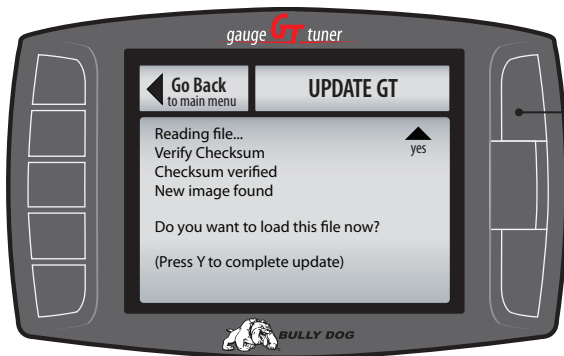 gauge GT tuner
Go Back
to main menu
UPDATE GT
Reading file...
Verify Checksum
Checksum verified
New image found
yes
Do you want to load this file now?
(Press Y to complete update)
BULLY DOG